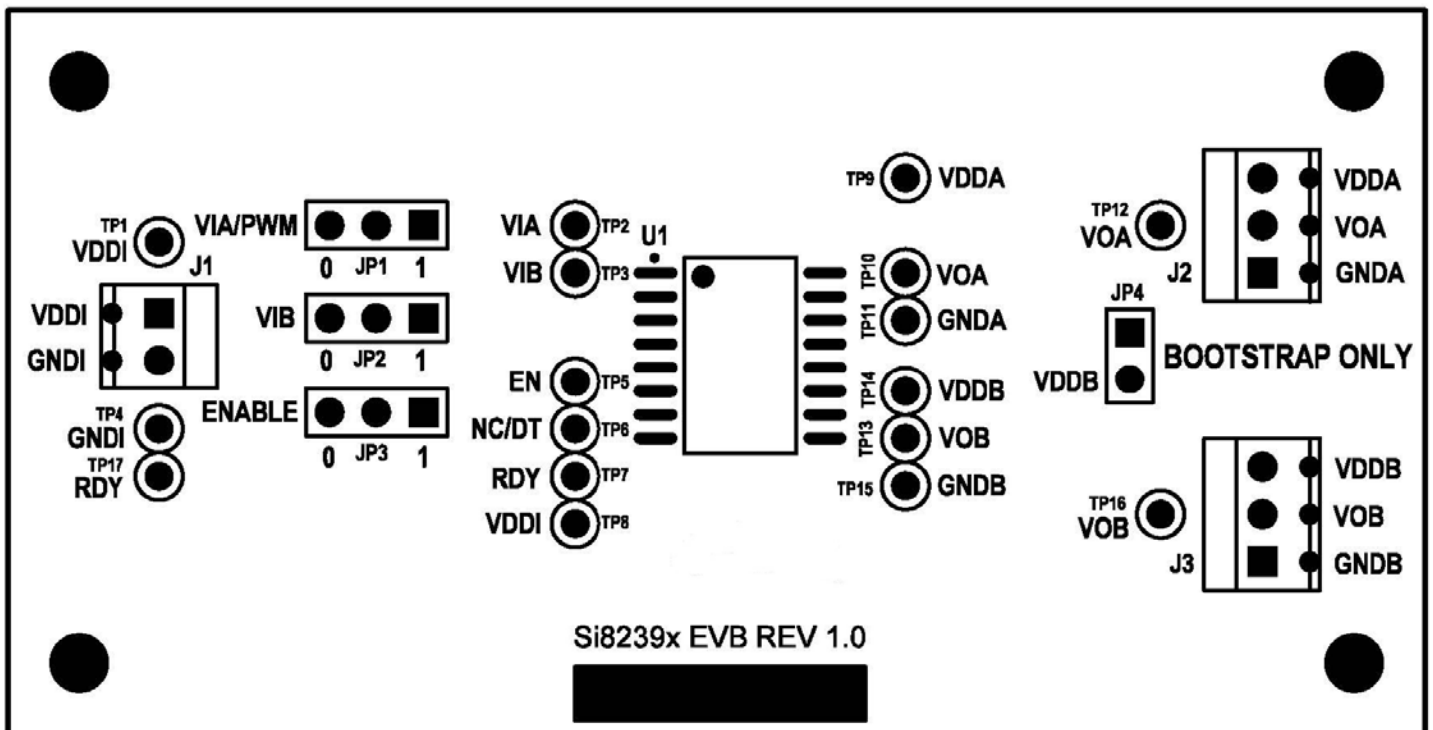 TP9 VDDA
VDDA
TP1
VDDI
VIA/PWM
0 JP1 1
VIA TP2
VIB TP3
U1
TP10 VOA
TP11 GNDA
TP12
VOA
VOA
J2
GNDA
J1
VDDI
GNDI
VIB
0 JP2 1
JP4
BOOTSTRAP ONLY
VDDB
EN TP5
TP14 VDDB
TP4
GNDI
ENABLE
0 JP3 1
NC/DT TP6
TP13 VOB
TP17
RDY
RDY TP7
TP15 GNDB
VDDB
VDDI TP8
TP16
VOB
VOB
J3
GNDB
Si8239x EVB REV 1.0